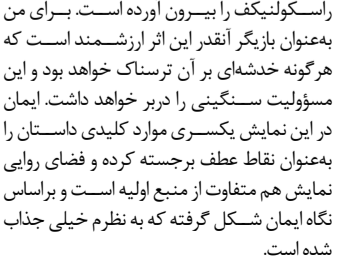 راسکولنیکف را بیرون آورده است. برای من
به‌عنوان بازیگر آنقدر این اثر ارزشمند است که
هرگونه خدشه‌ای بر آن ترسناک خواهد بود و این
مسؤولیت سنگینی را دربر خواهد داشت. ایمان
در این نمایش یکسری موارد کلیدی داستان را
به‌عنوان نقاط عطف برجسته کرده و فضای روایی
نمایش هم متفاوت از منبع اولیه است و براساس
نگاه ایمان شکل گرفته که به نظرم خیلی جذاب
شده است.